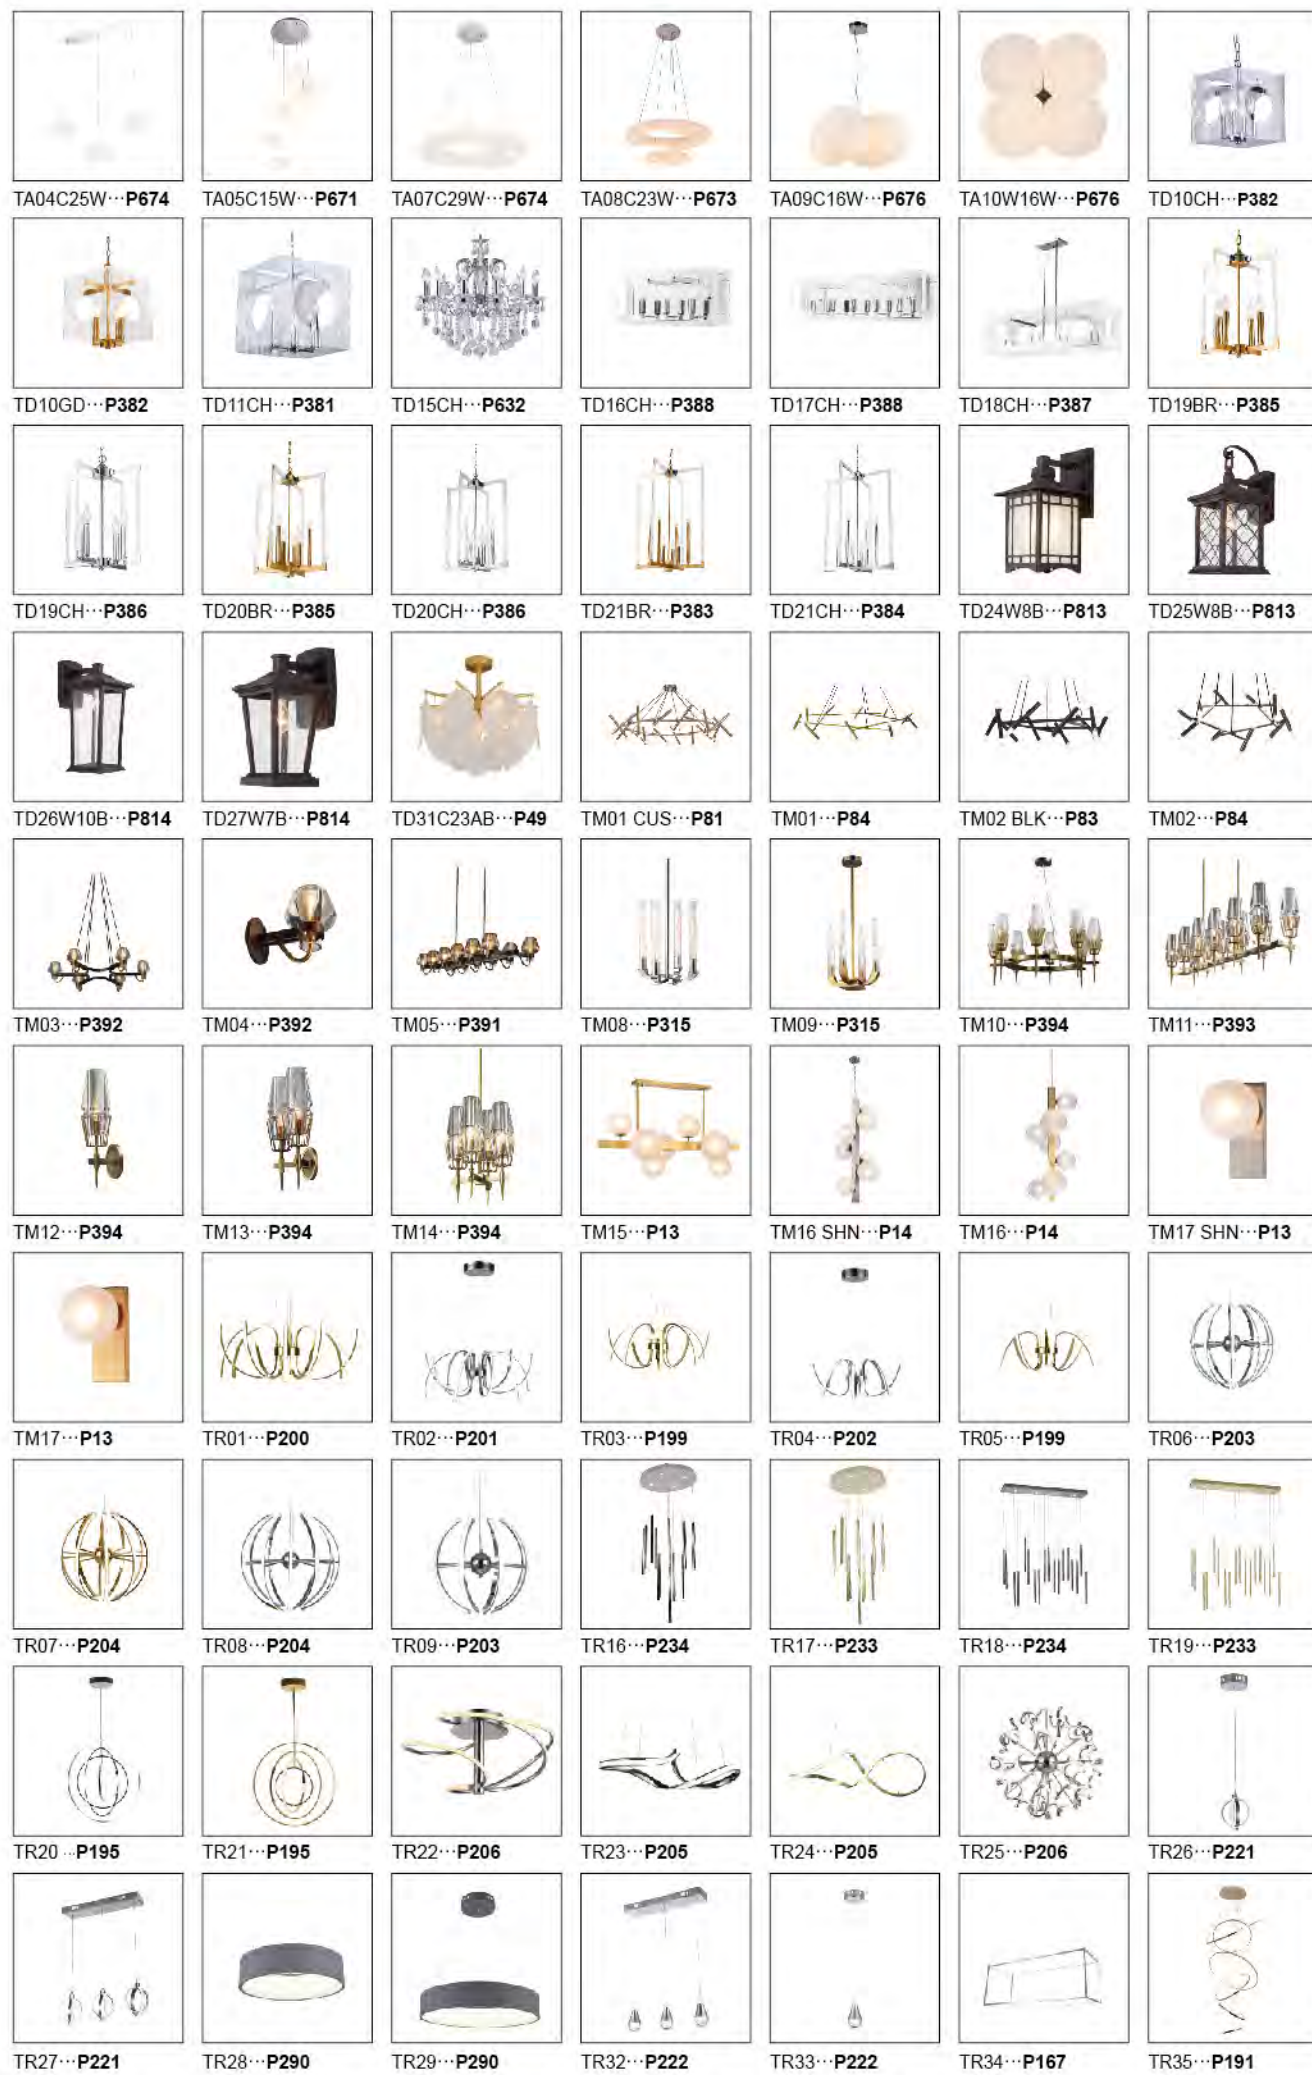 TA04C25W···P674 TA05C15W···P671 TA07C29W···P674 TA08C23W···P673 TA09C16W···P676 TA10W16W···P676 TD10CH···P382
TD10GD···P382 TD11CH···P381 TD15CH···P632 TD16CH···P388 TD17CH···P388 TD18CH···P387 TD19BR···P385
TD19CH···P386 TD20BR···P385 TD20CH···P386 TD21BR···P383 TD21CH···P384 TD24W8B···P813 TD25W8B···P813
TD26W10B···P814 TD27W7B···P814 TD31C23AB···P49 TM01 CUS···P81 TM01···P84 TM02 BLK···P83 TM02···P84
TM03···P392 TM04···P392 TM05···P391 TM08···P315 TM09···P315 TM10···P394 TM11···P393
TM12···P394 TM13···P394 TM14···P394 TM15···P13 TM16 SHN···P14 TM16···P14 TM17 SHN···P13
TM17···P13 TR01···P200 TR02···P201 TR03···P199 TR04···P202 TR05···P199 TR06···P203
TR07···P204 TR08···P204 TR09···P203 TR16···P234 TR17···P233 TR18···P234 TR19···P233
TR20···P195 TR21···P195 TR22···P206 TR23···P205 TR24···P205 TR25···P206 TR26···P221
TR27···P221 TR28···P290 TR29···P290 TR32···P222 TR33···P222 TR34···P167 TR35···P191